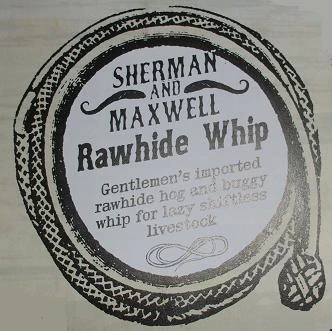 SHERMAN
AND
MAXWELL
Rawhide Whip
Gentlemen's imported
rawhide hog and buggy
whip for lazy shiftless
livestock